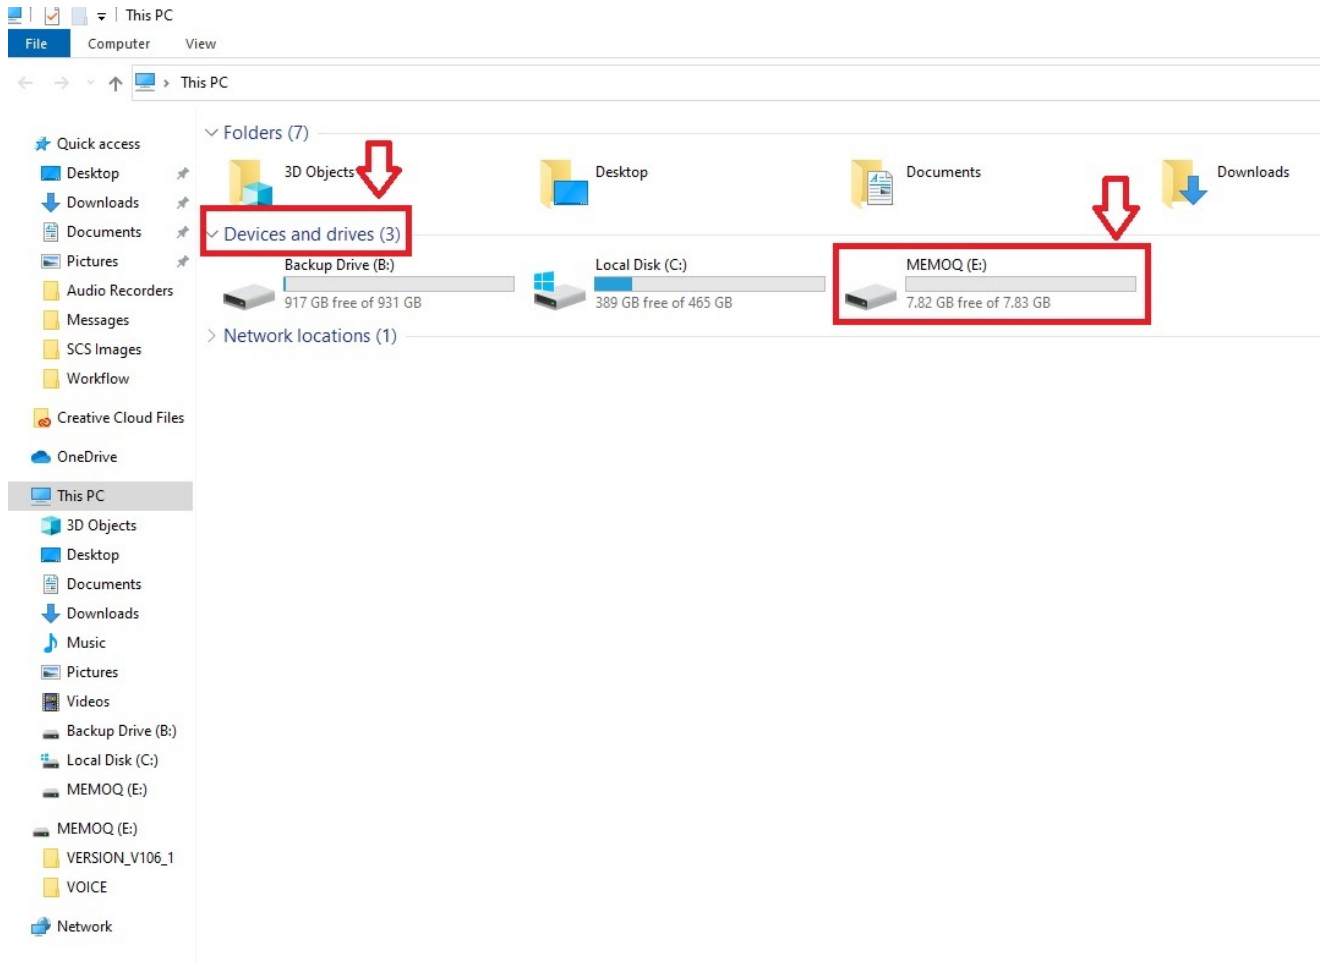 This PC
File Computer View
This PC
Quick access
Desktop
Downloads
Documents
Pictures
Audio Recorders
Messages
SCS Images
Workflow
Creative Cloud Files
OneDrive
This PC
3D Objects
Desktop
Documents
Downloads
Music
Pictures
Videos
Backup Drive (B:)
Local Disk (C:)
MEMOQ (E:)
MEMOQ (E:)
VERSION_V106_1
VOICE
Network
Folders (7)
3D Objects Desktop Documents Downloads
Devices and drives (3)
Backup Drive (B:)
917 GB free of 931 GB
Local Disk (C:)
389 GB free of 465 GB
MEMOQ (E:)
7.82 GB free of 7.83 GB
Network locations (1)